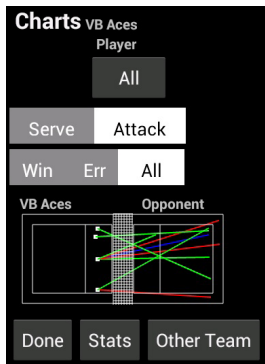 Charts VB Aces
Player
All
Serve Attack
Win Err All
VB Aces Opponent
Done Stats Other Team